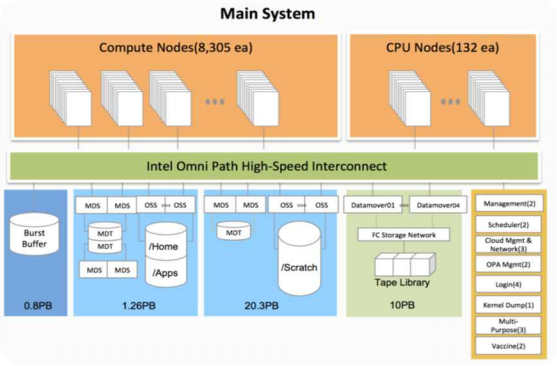 Main System
Compute Nodes(8,305 ea)
CPU Nodes(132 ea)
Intel Omni Path High-Speed Interconnect
Burst
Buffer
0.8PB
MDS
MDS
OSS
OSS
MDT
MDT
MDS
MDS
/Home
/Apps
1.26PB
MDS
MDS
OSS
OSS
MDT
/Scratch
20.3PB
Datamover01
Datamover04
FC Storage Network
Tape Library
10PB
Management(2)
Scheduler(2)
Cloud Mgmt &
Network(3)
OPA Mgmt(2)
Login(4)
Kernel Dump(1)
Multi-
Purpose(3)
Vaccine(2)